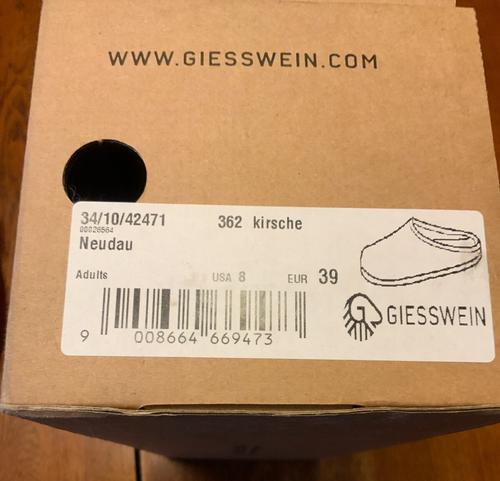 WWW.GIESSWEIN.COM
34/10/42471 362 kirsche
00026564
Neudau
Adults USA 8 EUR 39
GIESSWEIN
9 008664 669473